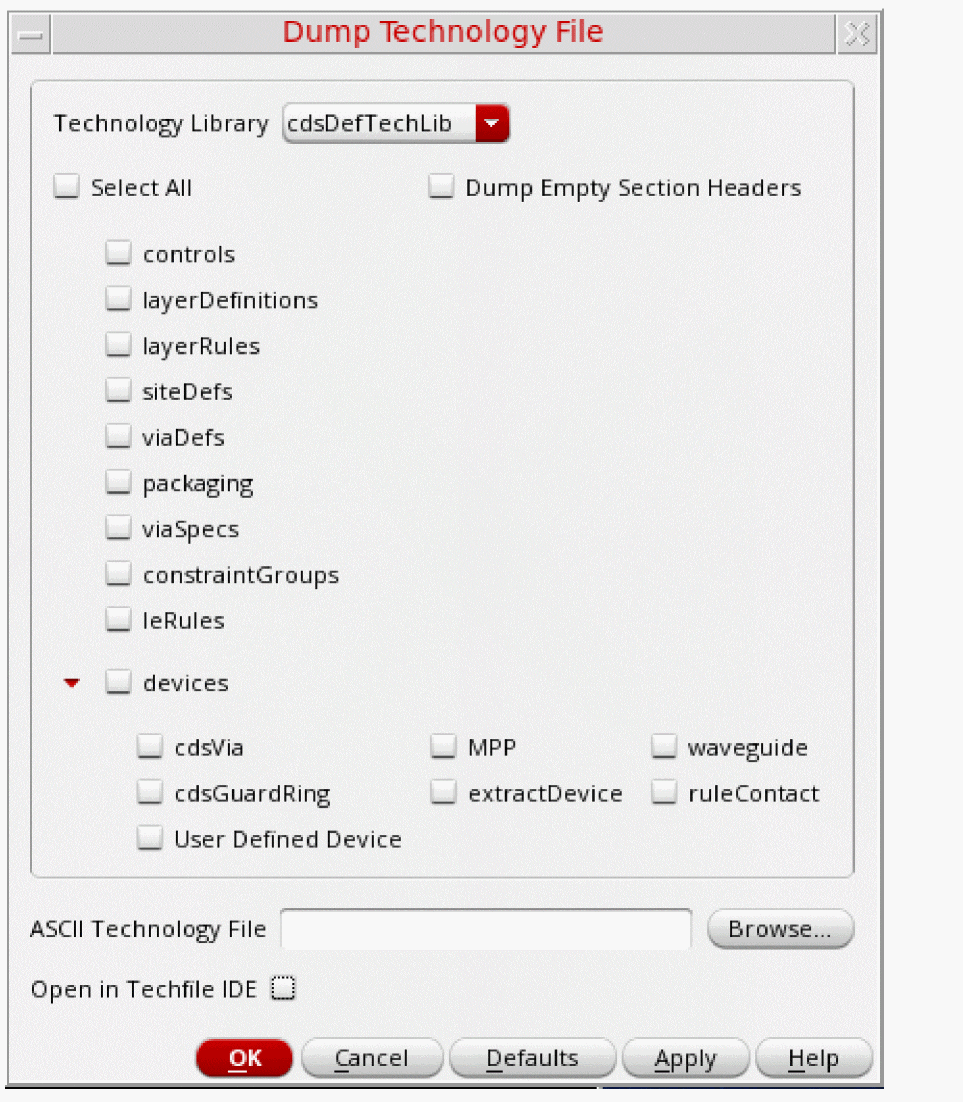 Dump Technology File
Technology Library cdsDefTechLib
Select All Dump Empty Section Headers
controls
layerDefinitions
layerRules
siteDefs
viaDefs
packaging
viaSpecs
constraintGroups
leRules
devices
cdsVia MPP waveguide
cdsGuardRing extractDevice ruleContact
User Defined Device
ASCII Technology File Browse...
Open in Techfile IDE
OK Cancel Defaults Apply Help